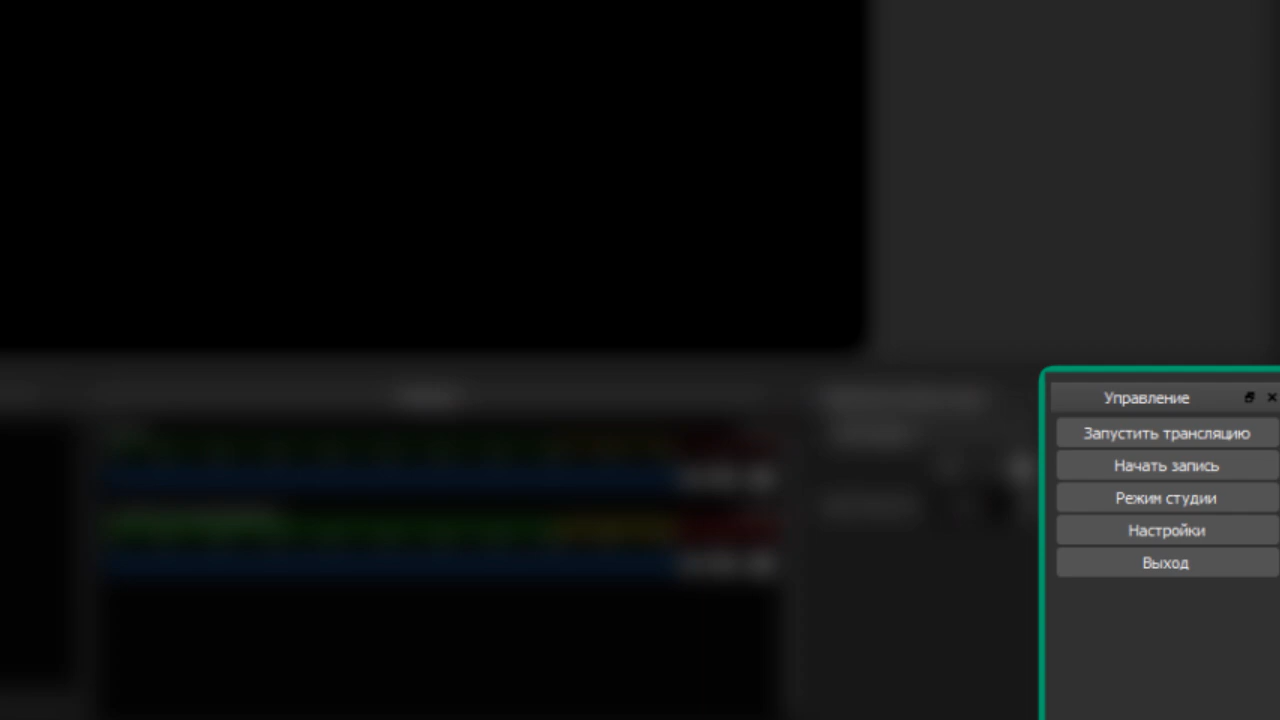 Управление
Запустить трансляцию
Начать запись
Режим студии
Настройки
Выход